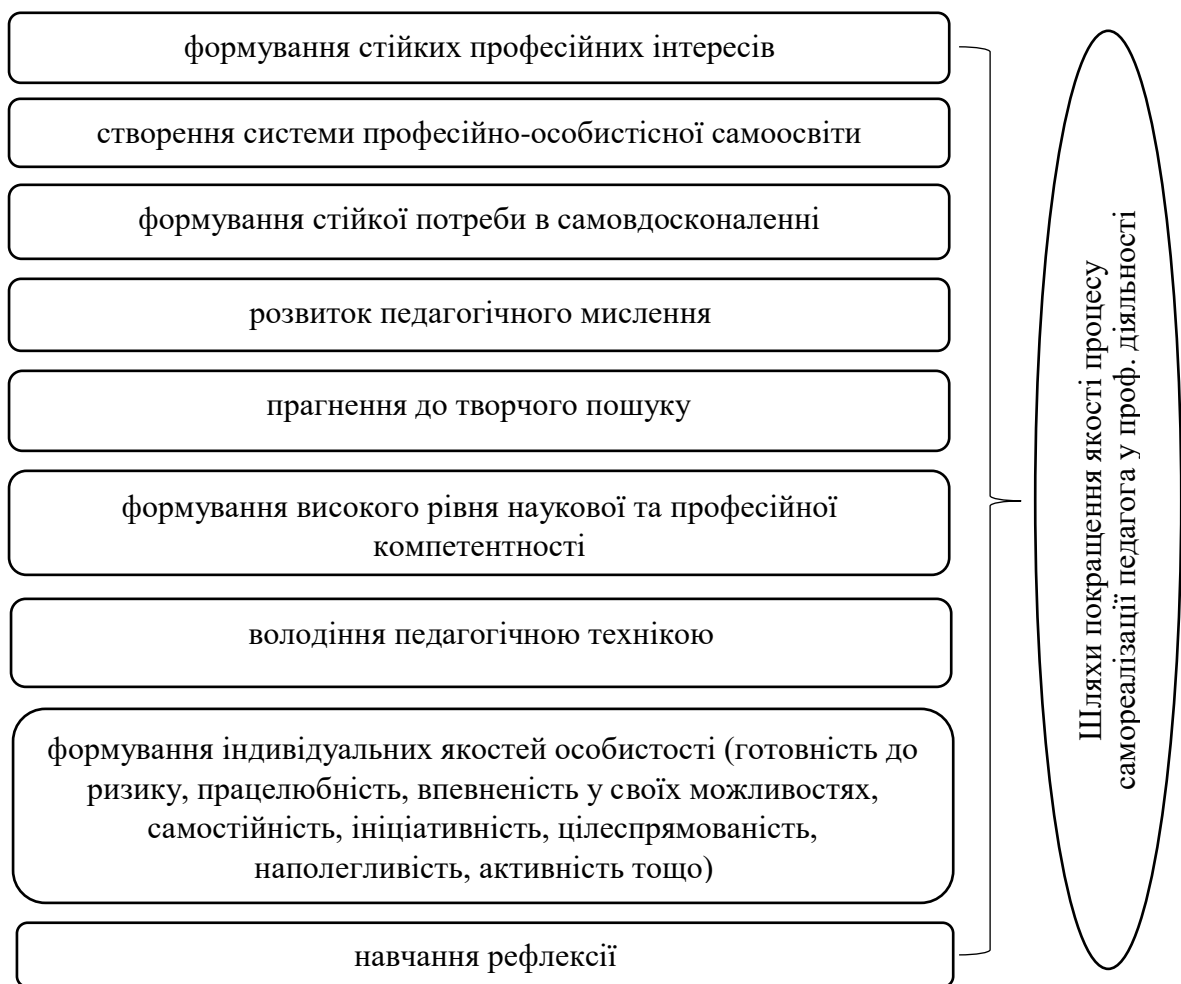 формування стійких професійних інтересів
створення системи професійно-особистісної самоосвіти
формування стійкої потреби в самовдосконаленні
розвиток педагогічного мислення
прагнення до творчого пошуку
формування високого рівня наукової та професійної
компетентності
володіння педагогічною технікою
формування індивідуальних якостей особистості (готовність до
ризику, працелюбність, впевненість у своїх можливостях,
самостійність, ініціативність, цілеспрямованість,
наполегливість, активність тощо)
навчання рефлексії
Шляхи покращення якості процесу
самореалізації педагога у проф. діяльності